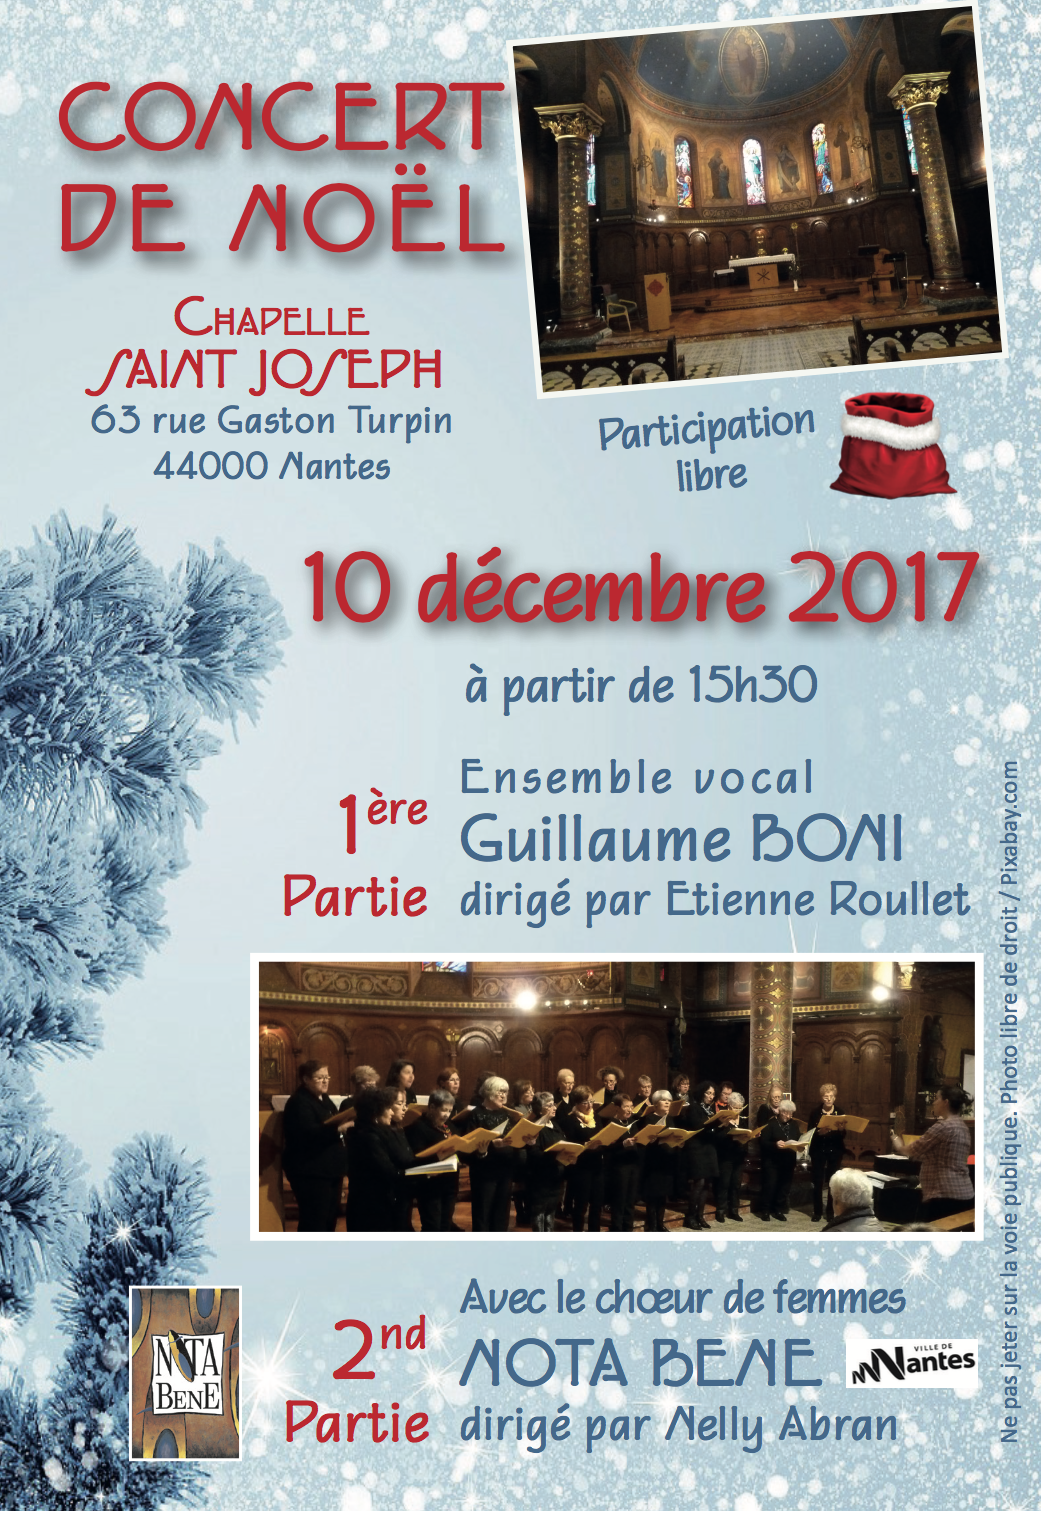 CONCERT
DE NOËL
CHAPELLE
SAINT JOSEPH
63 rue Gaston Turpin
44000 Nantes
Participation
libre
10 décembre 2017
à partir de 15h30
1ère
Partie
Ensemble vocal
Guillaume BONI
dirigé par Etienne Roullet
2nd
Partie
Avec le chœur de femmes
NOTA BENE
dirigé par Nelly Abran
NOTA
BENE
VILLE DE
Nantes
Ne pas jeter sur la voie publique. Photo libre de droit / Pixabay.com